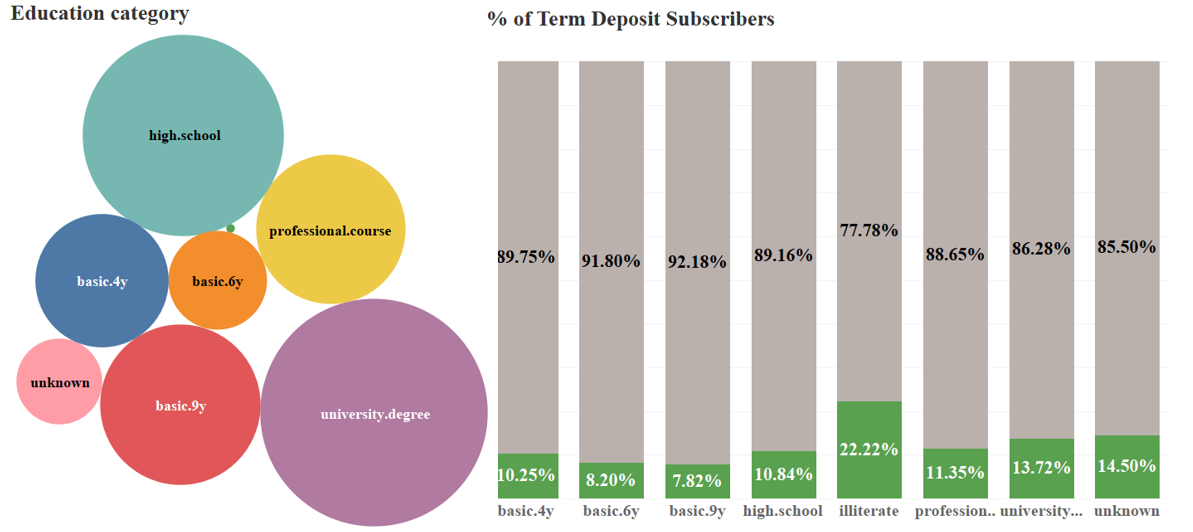 Education category
high.school
professional.course
basic.4y
basic.6y
unknown
basic.9y
university.degree
% of Term Deposit Subscribers
89.75%
91.80%
92.18%
89.16%
77.78%
88.65%
86.28%
85.50%
10.25%
8.20%
7.82%
10.84%
22.22%
11.35%
13.72%
14.50%
basic.4y
basic.6y
basic.9y
high.school
illiterate
profession..
university...
unknown